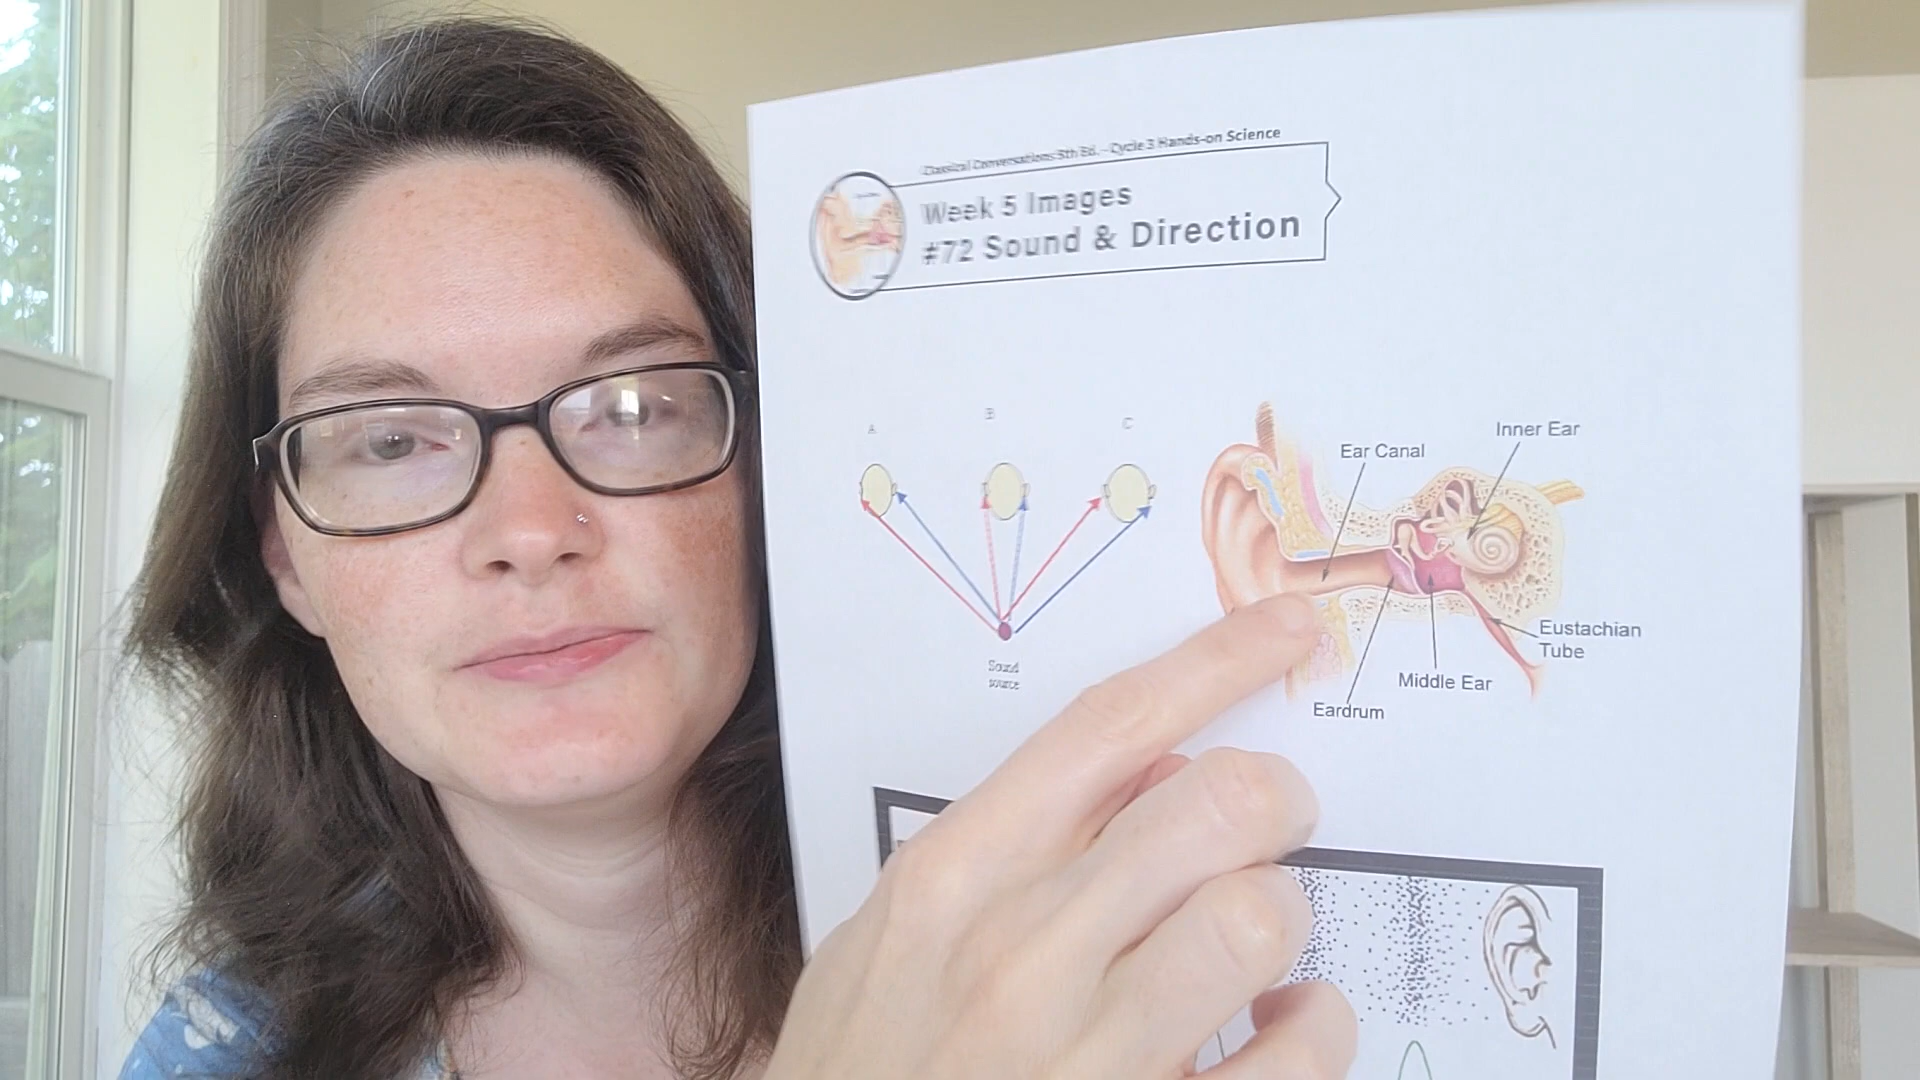 Classical Conversations 5th Ed. - Cycle 3 Hands-on Science
Week 5 Images
#72 Sound & Direction
A
B
C
Sound
source
Ear Canal
Inner Ear
Eustachian
Tube
Middle Ear
Eardrum